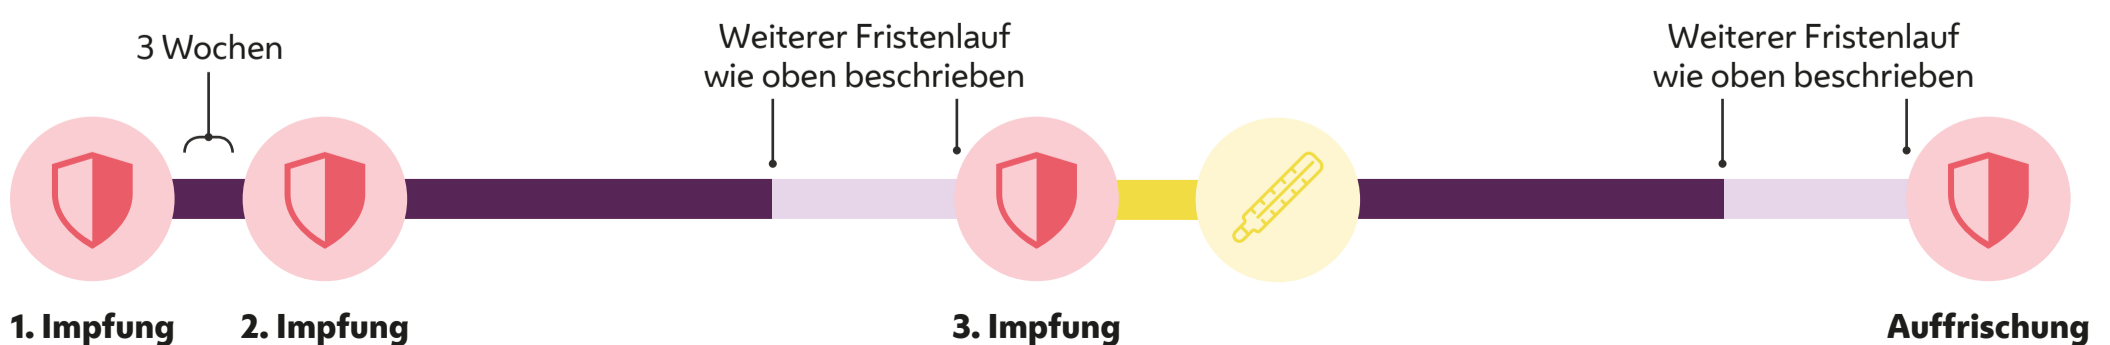 3 Wochen
Weiterer Fristenlauf
wie oben beschrieben
Weiterer Fristenlauf
wie oben beschrieben
1. Impfung
2. Impfung
3. Impfung
Auffrischung